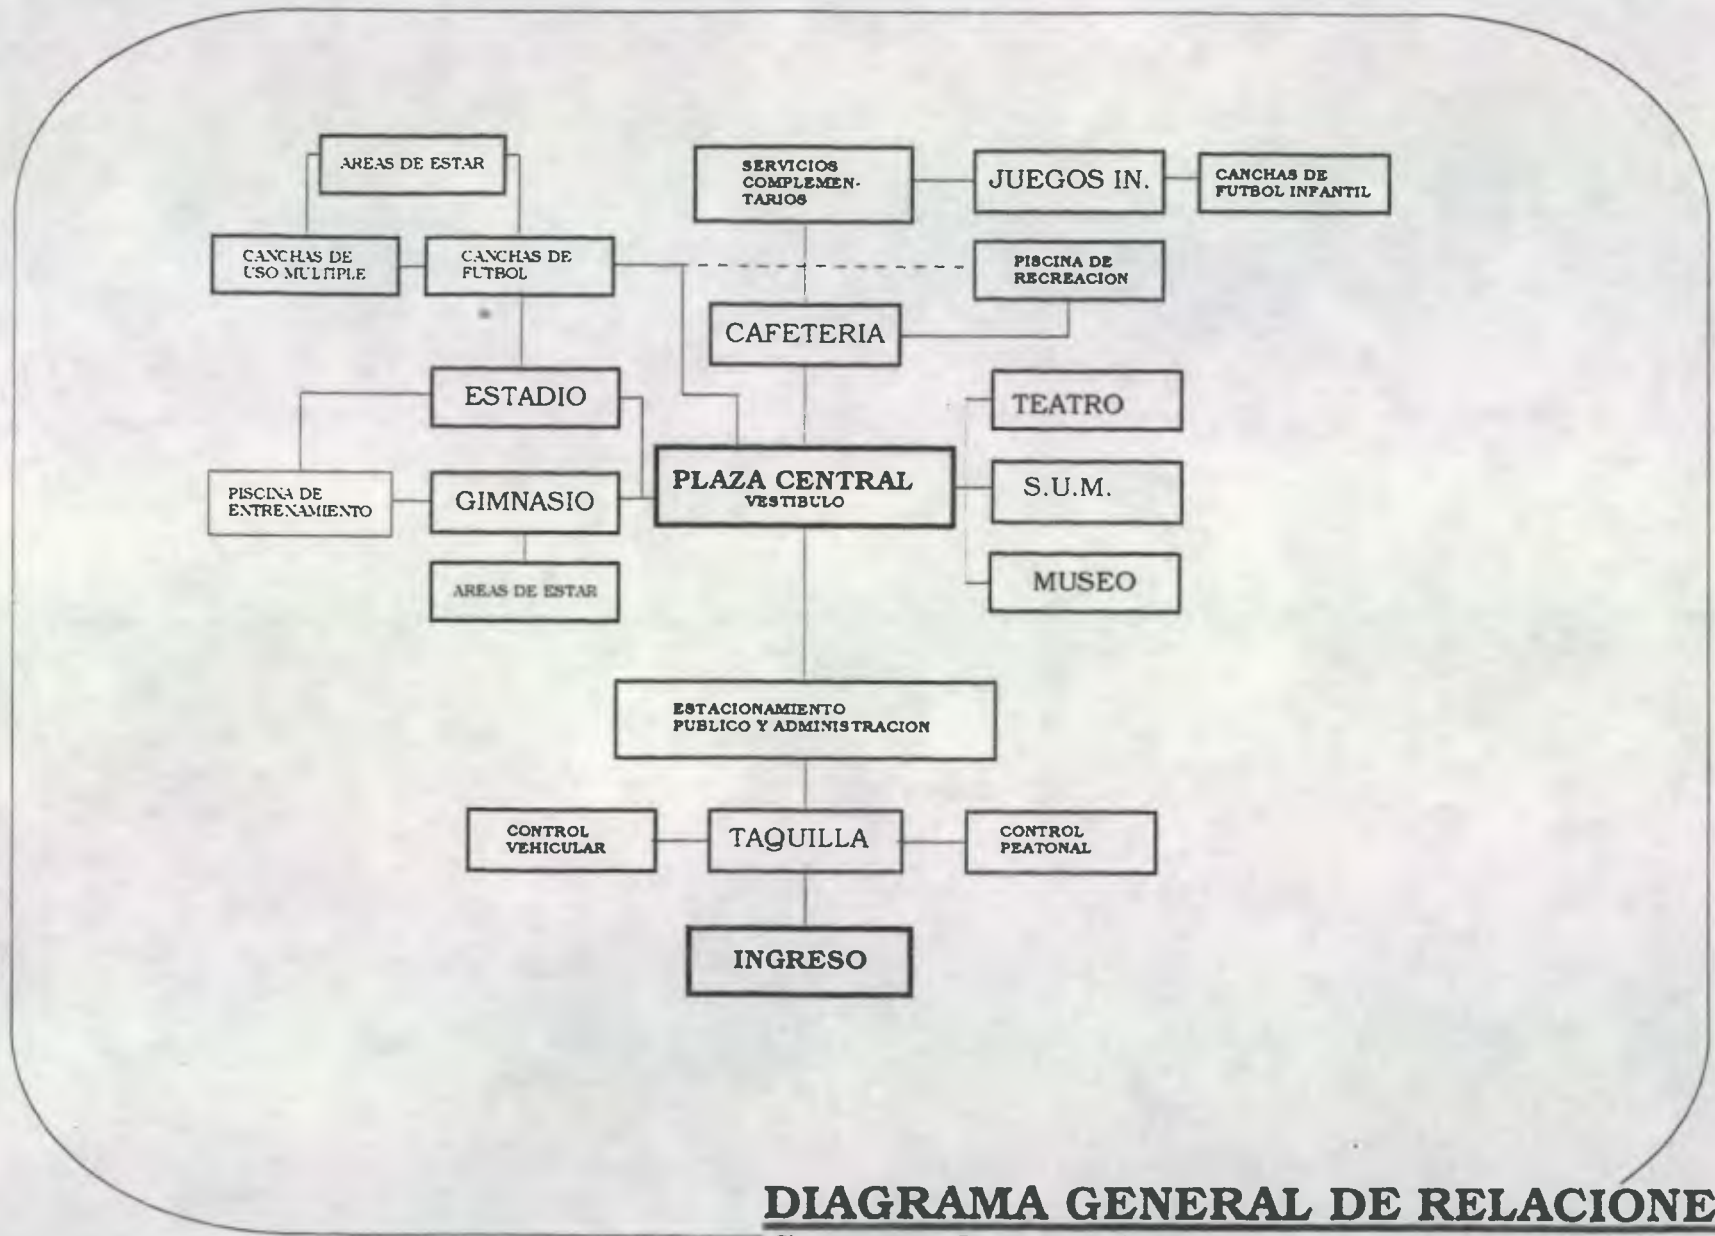 AREAS DE ESTAR
SERVICIOS
COMPLEMEN-
TARIOS
JUEGOS IN.
CANCHAS DE
FUTBOL INFANTIL
CANCHAS DE
USO MULTIPLE
CANCHAS DE
FUTBOL
PISCINA DE
RECREACION
CAFETERIA
ESTADIO
TEATRO
PLAZA CENTRAL
VESTIBULO
PISCINA DE
ENTRENAMIENTO
GIMNASIO
S.U.M.
AREAS DE ESTAR
MUSEO
ESTACIONAMIENTO
PUBLICO Y ADMINISTRACION
CONTROL
VEHICULAR
TAQUILLA
CONTROL
PEATONAL
INGRESO
DIAGRAMA GENERAL DE RELACIONE